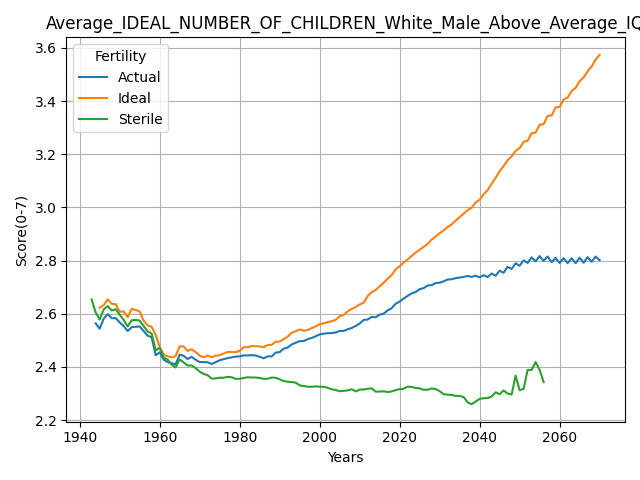 Average_IDEAL_NUMBER_OF_CHILDREN_White_Male_Above_Average_IQ
Fertility
Actual
Ideal
Sterile
Score(0-7)
3.6
3.4
3.2
3.0
2.8
2.6
2.4
2.2
1940 1960 1980 2000 2020 2040 2060
Years